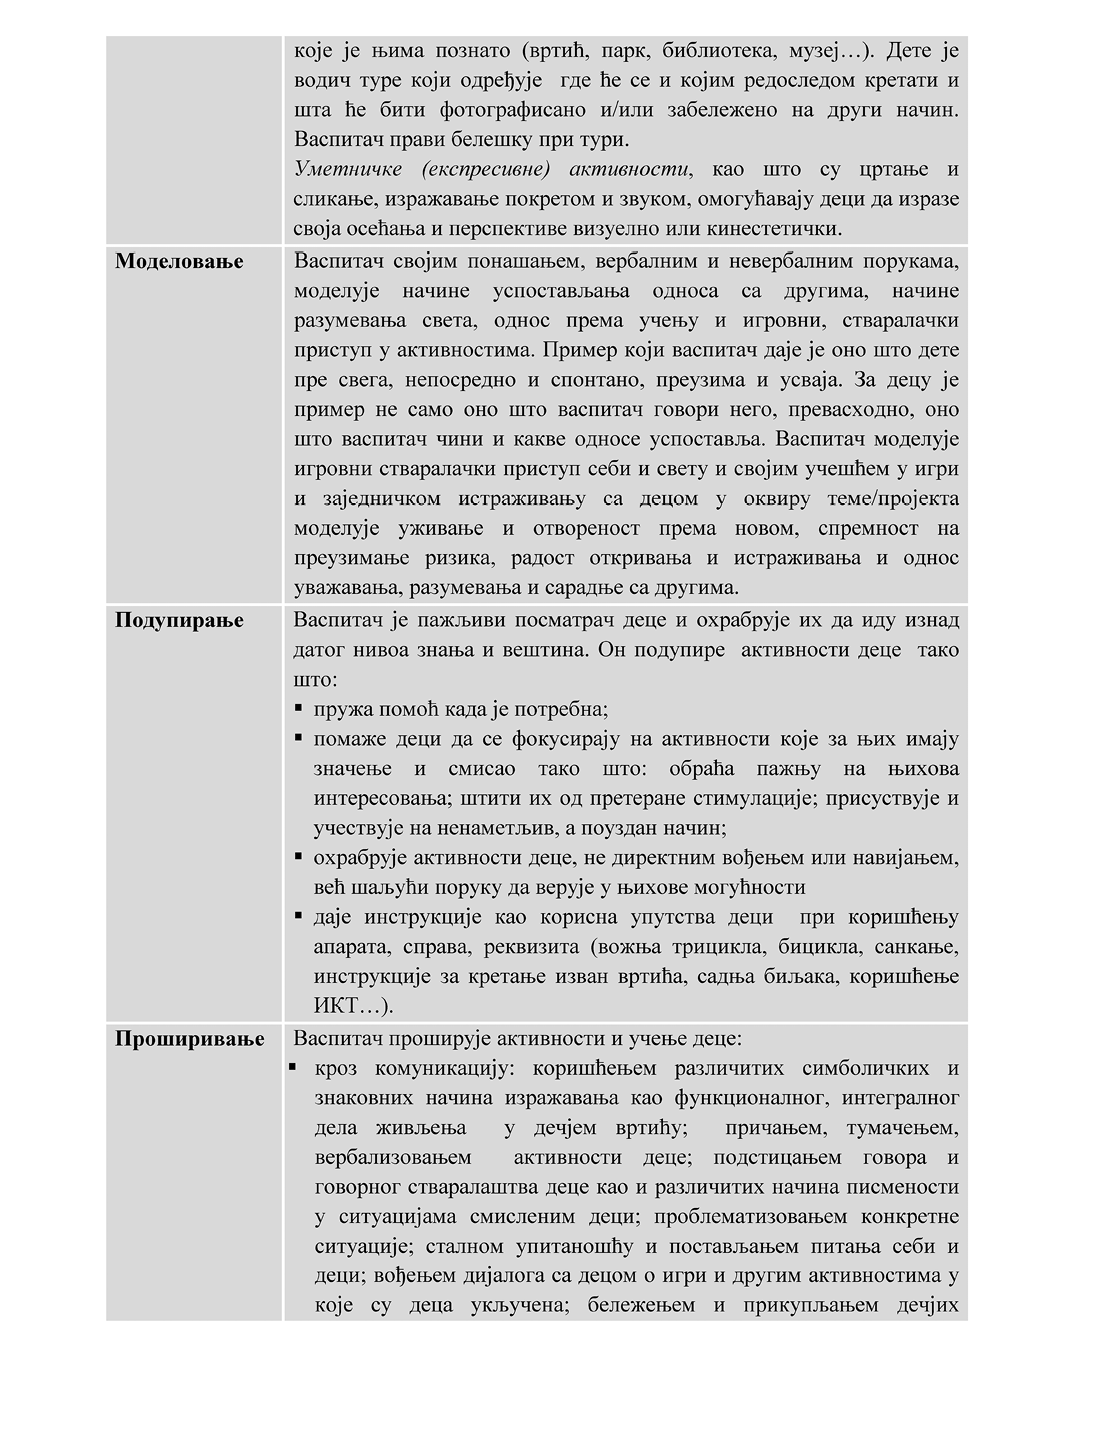 које је њима познато (вртић, парк, библиотека, музеј…). Дете је
водич туре који одређује где ће се и којим редоследом кретати и
шта ће бити фотографисано и/или забележено на други начин.
Васпитач прави белешку при тури.
Уметничке (експресивне) активности, као што су цртање и
сликање, изражавање покретом и звуком, омогућавају деци да изразе
своја осећања и перспективе визуелно или кинестетички.
Моделовање
Васпитач својим понашањем, вербалним и невербалним порукама,
моделује начине успостављања односа са другима, начине
разумевања света, однос према учењу и игровни, стваралачки
приступ у активностима. Пример који васпитач даје је оно што дете
пре свега, непосредно и спонтано, преузима и усваја. За децу је
пример не само оно што васпитач говори него, превасходно, оно
што васпитач чини и какве односе успоставља. Васпитач моделује
игровни стваралачки приступ себи и свету и својим учешћем у игри
и заједничком истраживању са децом у оквиру теме/пројекта
моделује уживање и отвореност према новом, спремност на
преузимање ризика, радост откривања и истраживања и однос
уважавања, разумевања и сарадње са другима.
Подупирање
Васпитач је пажљиви посматрач деце и охрабрује их да иду изнад
датог нивоа знања и вештина. Он подупире активности деце тако
што:
▪ пружа помоћ када је потребна;
▪ помаже деци да се фокусирају на активности које за њих имају
значење и смисао тако што: обраћа пажњу на њихова
интересовања; штити их од претеране стимулације; присуствује и
учествује на ненаметљив, а поуздан начин;
▪ охрабрује активности деце, не директним вођењем или навијањем,
већ шаљући поруку да верује у њихове могућности
▪ даје инструкције као корисна упутства деци при коришћењу
апарата, справа, реквизита (вожња трицикла, бицикла, санкање,
инструкције за кретање изван вртића, садња биљака, коришћење
ИКТ…).
Проширивање
Васпитач проширује активности и учење деце:
▪ кроз комуникацију: коришћењем различитих симболичких и
знаковних начина изражавања као функционалног, интегралног
дела живљења у дечјем вртићу; причањем, тумачењем,
вербализовањем активности деце; подстицањем говора и
говорног стваралаштва деце као и различитих начина писмености
у ситуацијама смисленим деци; проблематизовањем конкретне
ситуације; сталном упитаношћу и постављањем питања себи и
деци; вођењем дијалога са децом о игри и другим активностима у
које су деца укључена; бележењем и прикупљањем дечјих